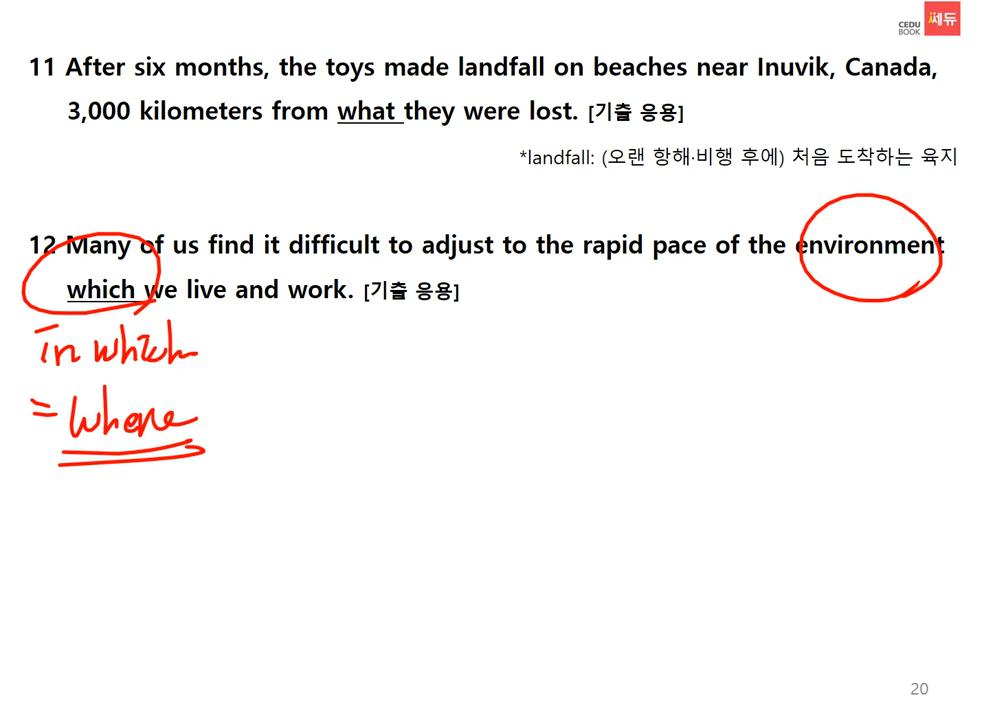 CEDU
BOOK
쎄듀
11 After six months, the toys made landfall on beaches near Inuvik, Canada,
3,000 kilometers from what they were lost. [기출 응용]
*landfall: (오랜 항해·비행 후에) 처음 도착하는 육지
12 Many of us find it difficult to adjust to the rapid pace of the environment
which we live and work. [기출 응용]
in which
= where
20